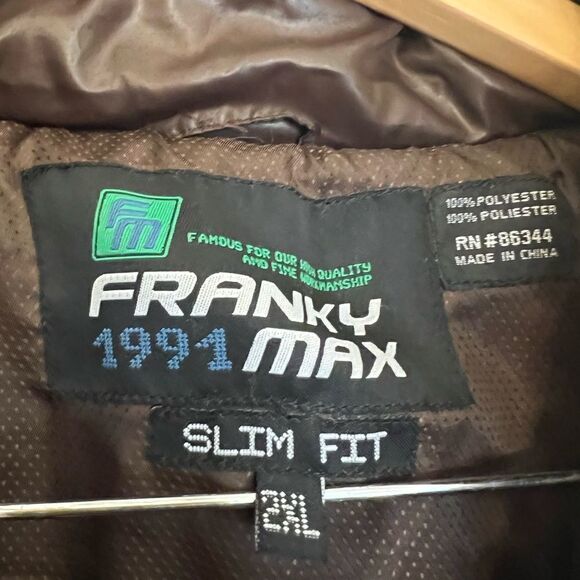 FM
FAMOUS FOR OUR HIGH QUALITY
AND FINE WORKMANSHIP
FRANKY
1991 MAX
SLIM FIT
2XL
100% POLYESTER
100% POLIESTER
RN #86344
MADE IN CHINA